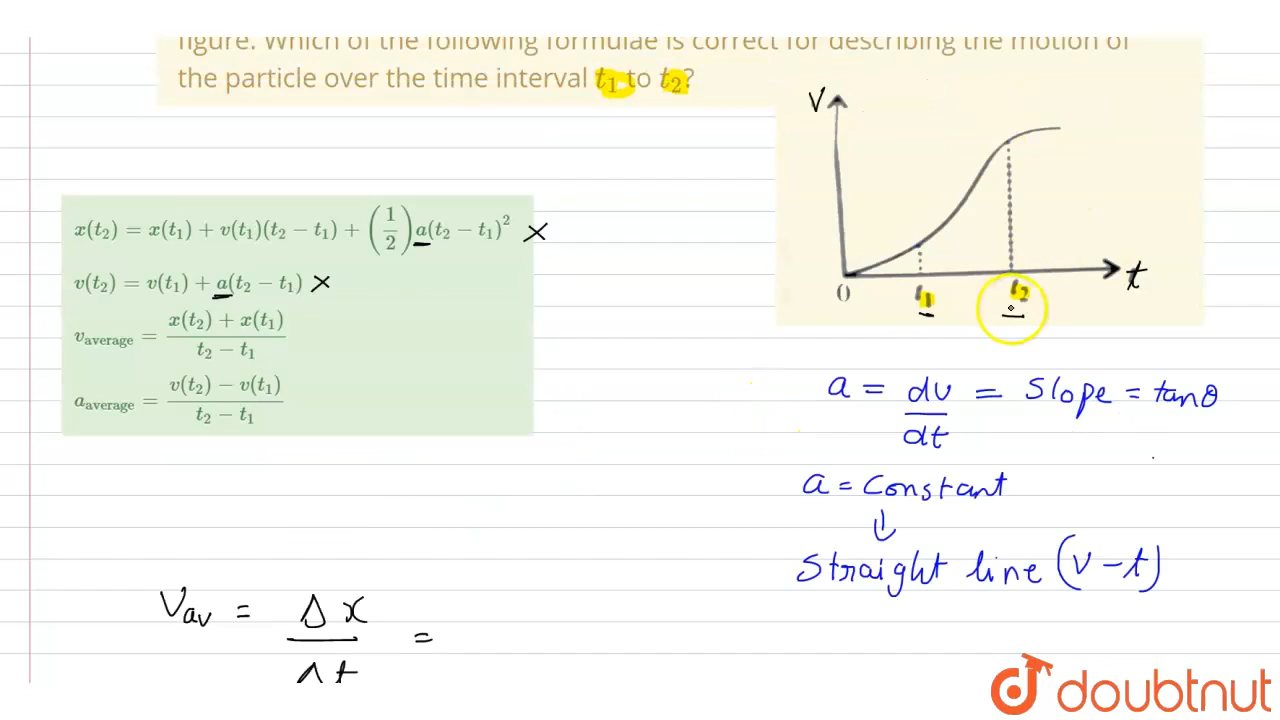 figure. Which of the following formulae is correct for describing the motion of
the particle over the time interval t₁ to t₂?
x(t₂) = x(t₁) + v(t₁)(t₂ − t₁) + (1/2)a(t₂ − t₁)² ×
v(t₂) = v(t₁) + a(t₂ − t₁) ×
v_average = (x(t₂) + x(t₁))/(t₂ − t₁)
a_average = (v(t₂) − v(t₁))/(t₂ − t₁)
V
t
0 t₁ t₂
a = dv/dt = Slope = tanθ
a = Constant
↓
Straight line (v − t)
Vav = Δx/Δt =
doubtnut